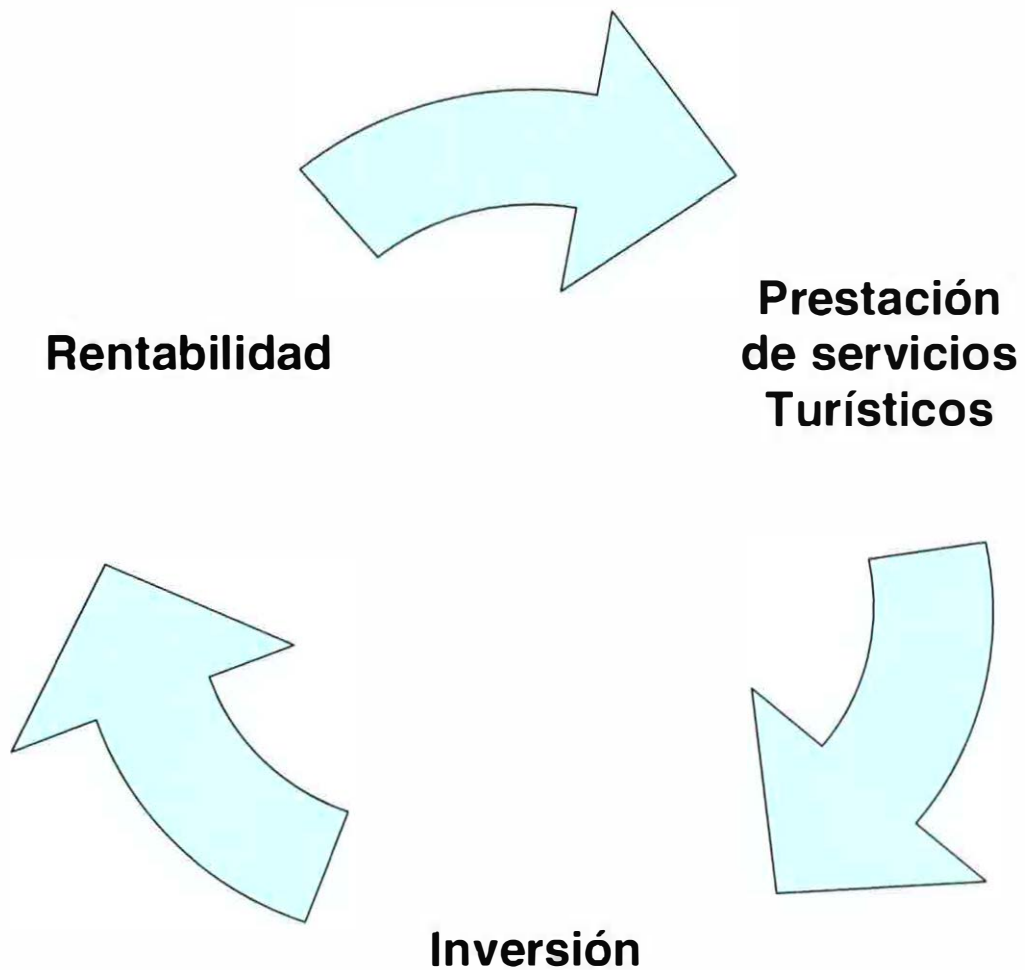 Rentabilidad
Prestación
de servicios
Turísticos
Inversión